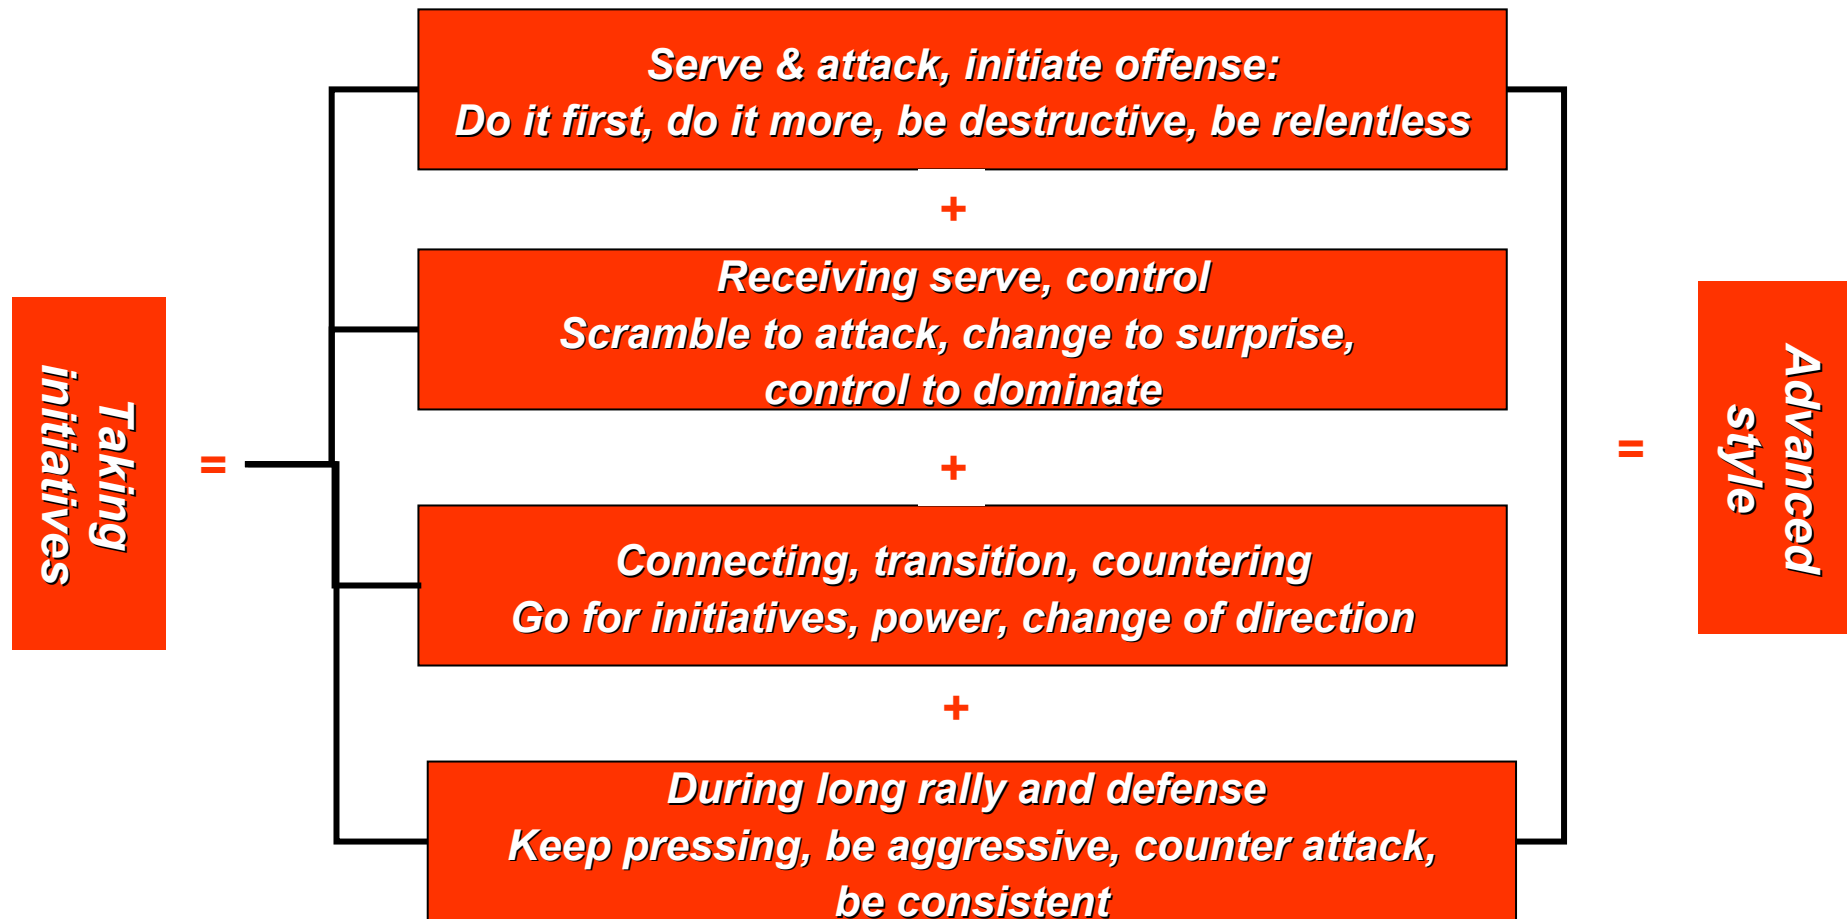 Taking
initiatives
=
Serve & attack, initiate offense:
Do it first, do it more, be destructive, be relentless
+
Receiving serve, control
Scramble to attack, change to surprise,
control to dominate
+
Connecting, transition, countering
Go for initiatives, power, change of direction
+
During long rally and defense
Keep pressing, be aggressive, counter attack,
be consistent
=
Advanced
style